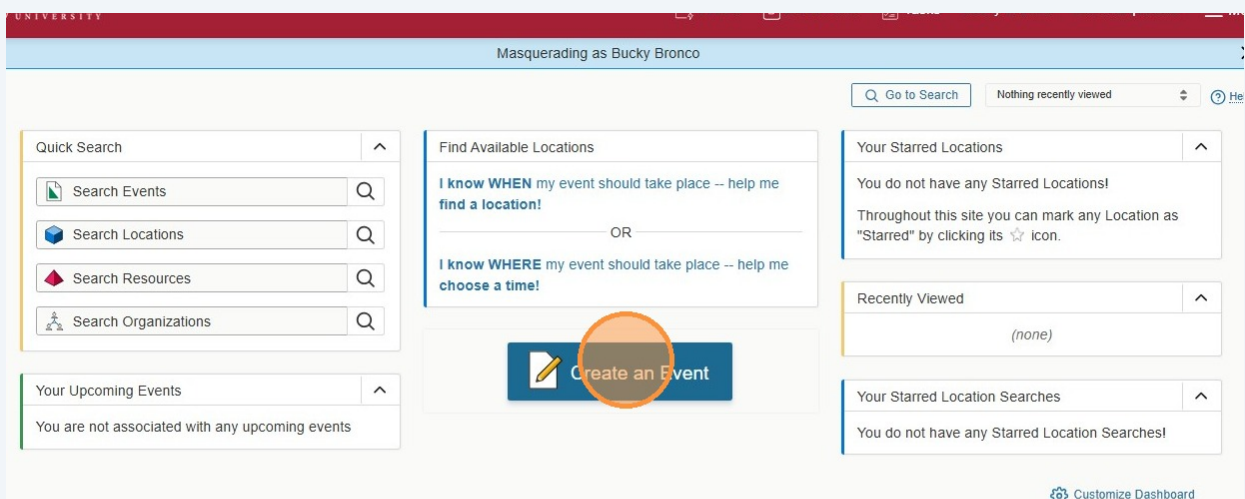 UNIVERSITY
Masquerading as Bucky Bronco
Go to Search
Nothing recently viewed
Quick Search
Search Events
Search Locations
Search Resources
Search Organizations
Your Upcoming Events
You are not associated with any upcoming events
Find Available Locations
I know WHEN my event should take place -- help me
find a location!
OR
I know WHERE my event should take place -- help me
choose a time!
Create an Event
Your Starred Locations
You do not have any Starred Locations!
Throughout this site you can mark any Location as
"Starred" by clicking its icon.
Recently Viewed
(none)
Your Starred Location Searches
You do not have any Starred Location Searches!
Customize Dashboard